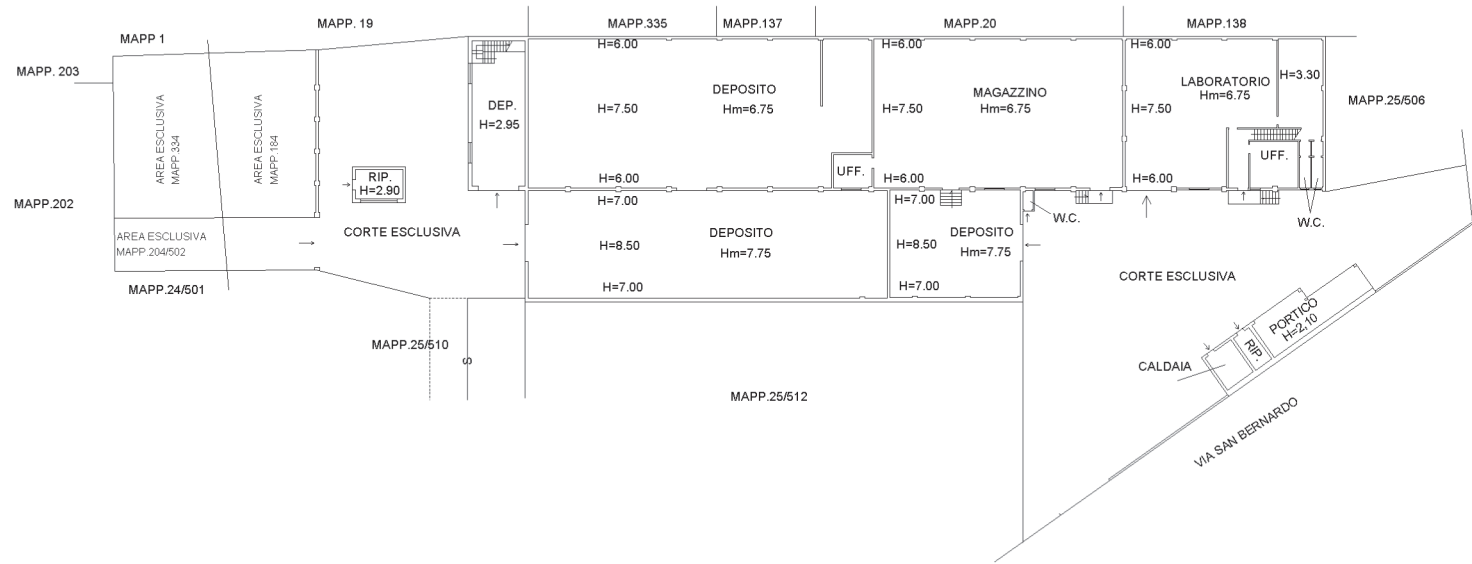 MAPP 1
MAPP. 19
MAPP.335
MAPP.137
MAPP.20
MAPP.138
MAPP. 203
MAPP.202
AREA ESCLUSIVA
MAPP.334
AREA ESCLUSIVA
MAPP.184
AREA ESCLUSIVA
MAPP.204/502
MAPP.24/501
RIP.
H=2.90
CORTE ESCLUSIVA
DEP.
H=2.95
H=6.00
H=7.50
H=6.00
DEPOSITO
Hm=6.75
UFF.
H=6.00
H=7.50
H=6.00
MAGAZZINO
Hm=6.75
H=6.00
H=7.50
H=6.00
LABORATORIO
Hm=6.75
H=3.30
UFF.
W.C.
MAPP.25/506
H=7.00
H=8.50
H=7.00
DEPOSITO
Hm=7.75
H=7.00
H=8.50
H=7.00
DEPOSITO
Hm=7.75
W.C.
CORTE ESCLUSIVA
PORTICO
H=2.10
RIP.
CALDAIA
MAPP.25/510
S
MAPP.25/512
VIA SAN BERNARDO